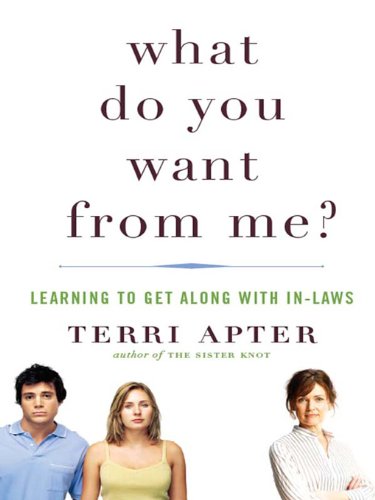 what
do you
want
from me?
LEARNING TO GET ALONG WITH IN-LAWS
TERRI APTER
author of THE SISTER KNOT